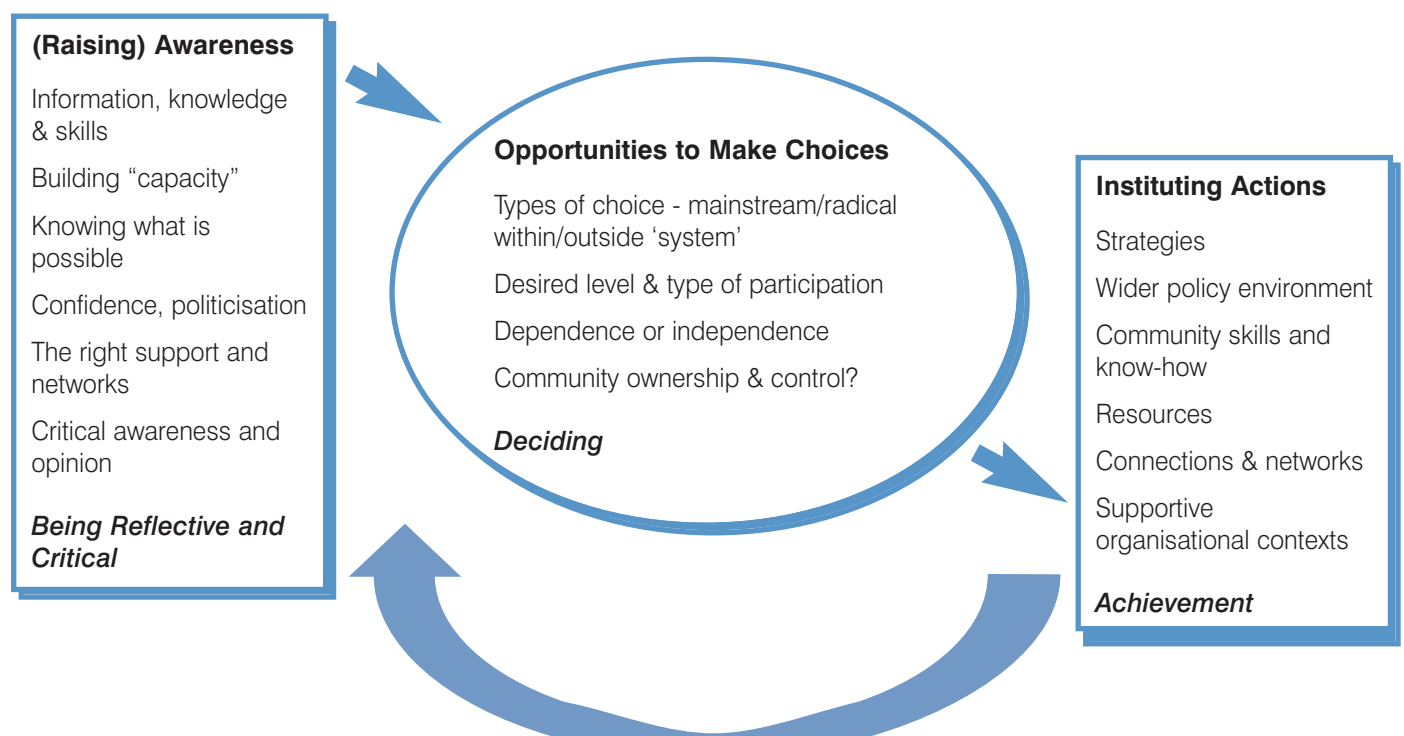 (Raising) Awareness
Information, knowledge
& skills
Building “capacity”
Knowing what is
possible
Confidence, politicisation
The right support and
networks
Critical awareness and
opinion
Being Reflective and
Critical
Opportunities to Make Choices
Types of choice - mainstream/radical
within/outside ‘system’
Desired level & type of participation
Dependence or independence
Community ownership & control?
Deciding
Instituting Actions
Strategies
Wider policy environment
Community skills and
know-how
Resources
Connections & networks
Supportive
organisational contexts
Achievement